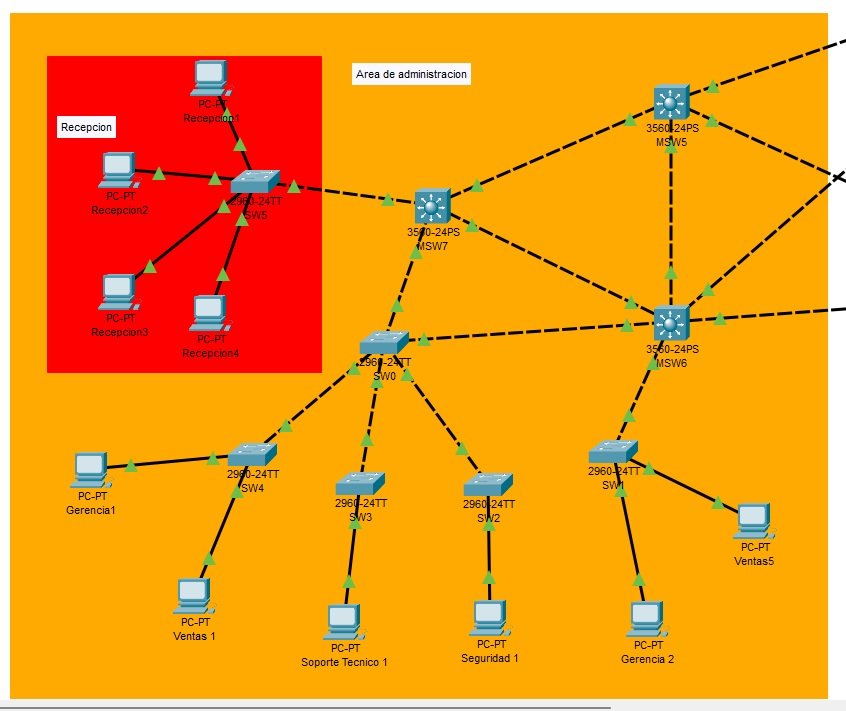 Area de administracion
Recepcion
PC-PT
Recepcion1
PC-PT
Recepcion2
2960-24TT
SW5
PC-PT
Recepcion3
PC-PT
Recepcion4
3560-24PS
MSW7
3560-24PS
MSW5
3560-24PS
MSW6
2960-24TT
SW0
PC-PT
Gerencia1
2960-24TT
SW4
2960-24TT
SW3
2960-24TT
SW2
2960-24TT
SW1
PC-PT
Ventas5
PC-PT
Ventas 1
PC-PT
Soporte Tecnico 1
PC-PT
Seguridad 1
PC-PT
Gerencia 2